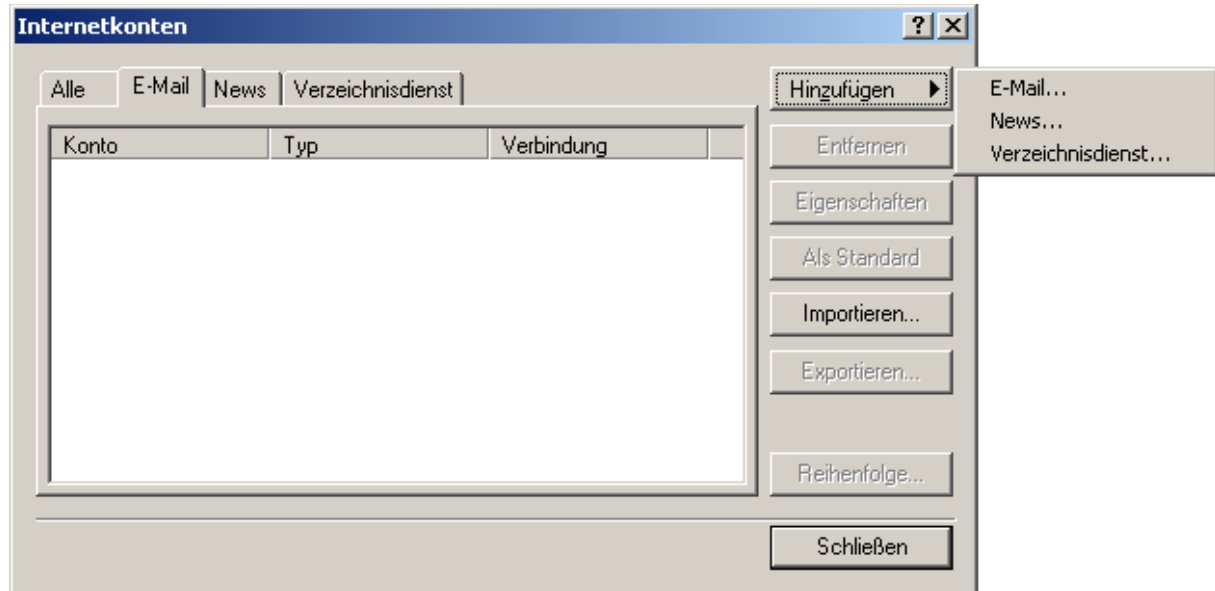 Internetkonten
Alle E-Mail News Verzeichnisdienst
Konto Typ Verbindung
Hinzufügen
E-Mail...
News...
Verzeichnisdienst...
Entfernen
Eigenschaften
Als Standard
Importieren...
Exportieren...
Reihenfolge...
Schließen